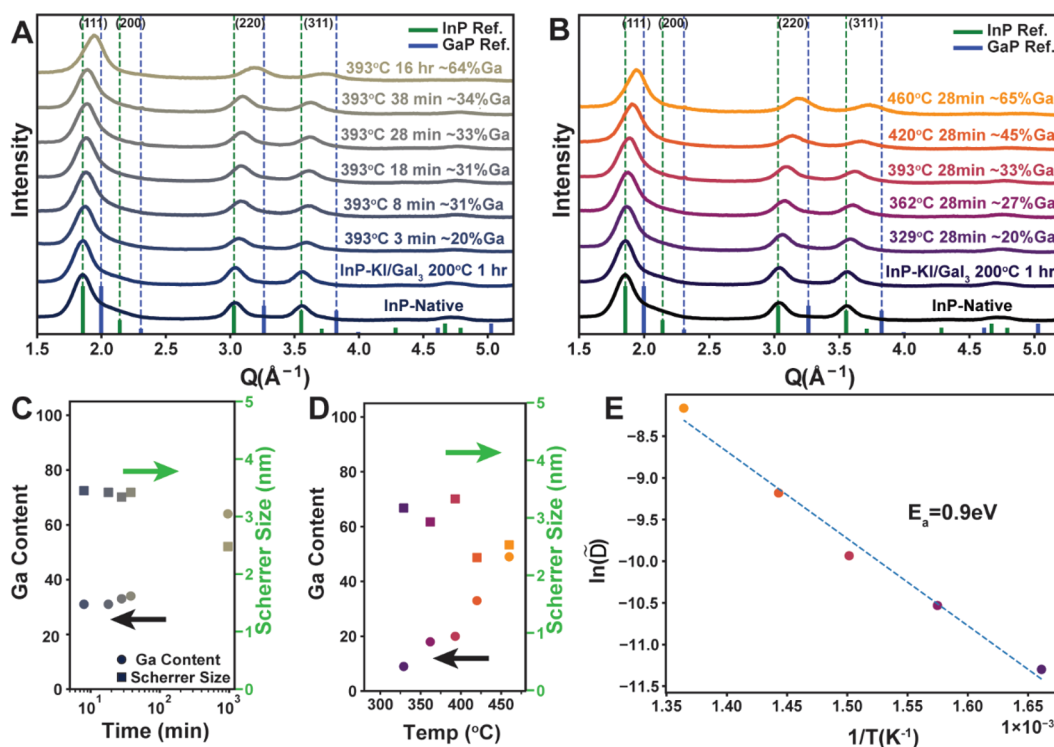 A
(111) (200) (220) (311)
InP Ref.
GaP Ref.
393°C 16 hr ~64%Ga
393°C 38 min ~34%Ga
393°C 28 min ~33%Ga
393°C 18 min ~31%Ga
393°C 8 min ~31%Ga
393°C 3 min ~20%Ga
InP-KI/GaI₃ 200°C 1 hr
InP-Native
Intensity
1.5 2.0 2.5 3.0 3.5 4.0 4.5 5.0
Q(Å⁻¹)
B
(111) (200) (220) (311)
InP Ref.
GaP Ref.
460°C 28min ~65%Ga
420°C 28min ~45%Ga
393°C 28min ~33%Ga
362°C 28min ~27%Ga
329°C 28min ~20%Ga
InP-KI/GaI₃ 200°C 1 hr
InP-Native
Intensity
1.5 2.0 2.5 3.0 3.5 4.0 4.5 5.0
Q(Å⁻¹)
C
100
80
60
40
20
0
Ga Content
5
4
3
2
1
0
Scherrer Size (nm)
Ga Content
Scherrer Size
10¹ 10² 10³
Time (min)
D
100
80
60
40
20
0
Ga Content
5
4
3
2
1
0
Scherrer Size (nm)
300 350 400 450
Temp (°C)
E
−8.5
−9.0
−9.5
−10.0
−10.5
−11.0
−11.5
ln(D̃)
Eₐ=0.9eV
1.35 1.40 1.45 1.50 1.55 1.60 1.65
1×10⁻³
1/T(K⁻¹)